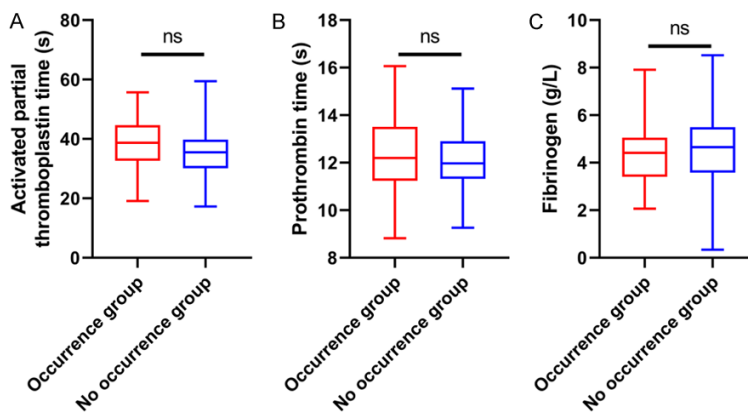 A
Activated partial
thromboplastin time (s)
80
60
40
20
0
ns
Occurrence group
No occurrence group
B
Prothrombin time (s)
18
16
14
12
10
8
ns
Occurrence group
No occurrence group
C
Fibrinogen (g/L)
10
8
6
4
2
0
ns
Occurrence group
No occurrence group